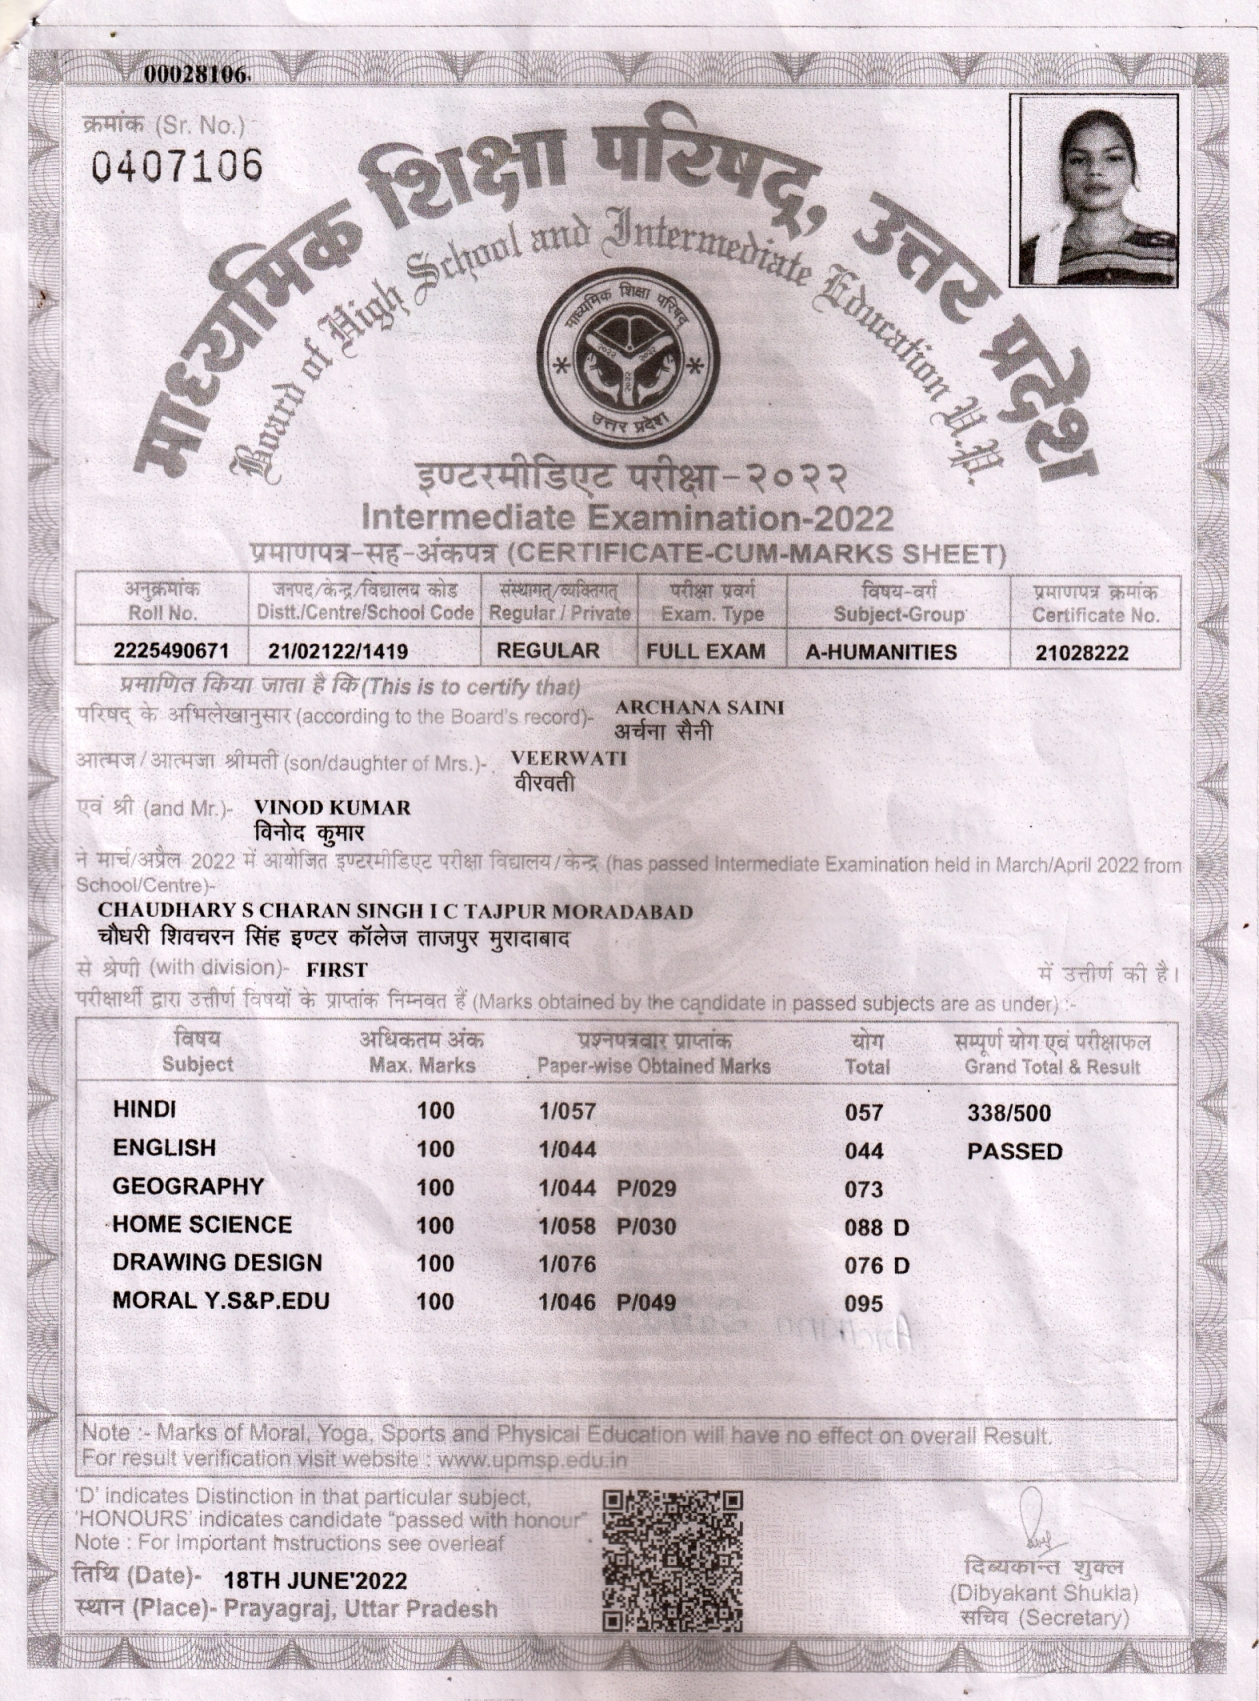 00028106
क्रमांक (Sr. No.)
0407106
माध्यमिक शिक्षा परिषद्, उत्तर प्रदेश
Board of High School and Intermediate Education U.P.
माध्यमिक शिक्षा परिषद्
उत्तर प्रदेश
इण्टरमीडिएट परीक्षा-२०२२
Intermediate Examination-2022
प्रमाणपत्र-सह-अंकपत्र (CERTIFICATE-CUM-MARKS SHEET)
अनुक्रमांक जनपद/केन्द्र/विद्यालय कोड संस्थागत्/व्यक्तिगत् परीक्षा प्रवर्ग विषय-वर्ग प्रमाणपत्र क्रमांक
Roll No. Distt./Centre/School Code Regular / Private Exam. Type Subject-Group Certificate No.
2225490671 21/02122/1419 REGULAR FULL EXAM A-HUMANITIES 21028222
प्रमाणित किया जाता है कि (This is to certify that)
परिषद् के अभिलेखानुसार (according to the Board's record)- ARCHANA SAINI
अर्चना सैनी
आत्मज/आत्मजा श्रीमती (son/daughter of Mrs.)- VEERWATI
वीरवती
एवं श्री (and Mr.)- VINOD KUMAR
विनोद कुमार
ने मार्च/अप्रैल 2022 में आयोजित इण्टरमीडिएट परीक्षा विद्यालय/केन्द्र (has passed Intermediate Examination held in March/April 2022 from
School/Centre)-
CHAUDHARY S CHARAN SINGH I C TAJPUR MORADABAD
चौधरी शिवचरन सिंह इण्टर कॉलेज ताजपुर मुरादाबाद
से श्रेणी (with division)- FIRST में उत्तीर्ण की है।
परीक्षार्थी द्वारा उत्तीर्ण विषयों के प्राप्तांक निम्नवत हैं (Marks obtained by the candidate in passed subjects are as under) :-
विषय अधिकतम अंक प्रश्नपत्रवार प्राप्तांक योग सम्पूर्ण योग एवं परीक्षाफल
Subject Max. Marks Paper-wise Obtained Marks Total Grand Total & Result
HINDI 100 1/057 057 338/500
ENGLISH 100 1/044 044 PASSED
GEOGRAPHY 100 1/044 P/029 073
HOME SCIENCE 100 1/058 P/030 088 D
DRAWING DESIGN 100 1/076 076 D
MORAL Y.S&P.EDU 100 1/046 P/049 095
Note :- Marks of Moral, Yoga, Sports and Physical Education will have no effect on overall Result.
For result verification visit website : www.upmsp.edu.in
'D' indicates Distinction in that particular subject,
'HONOURS' indicates candidate "passed with honour"
Note : For Important Instructions see overleaf
तिथि (Date)- 18TH JUNE'2022
स्थान (Place)- Prayagraj, Uttar Pradesh
दिब्यकान्त शुक्ल
(Dibyakant Shukla)
सचिव (Secretary)